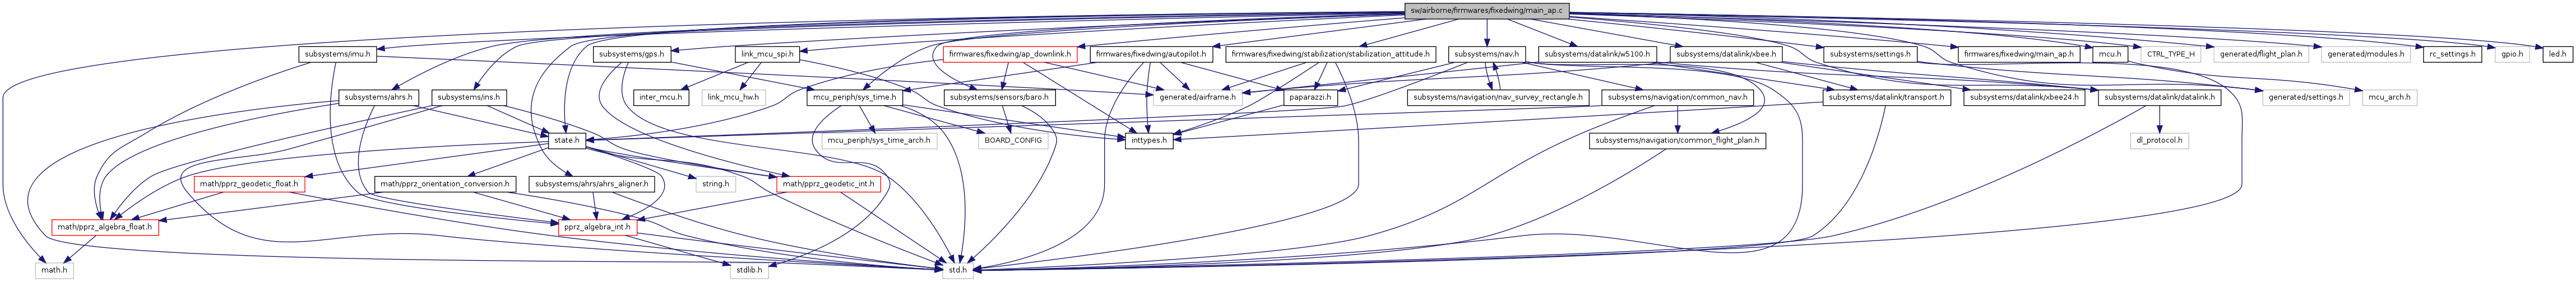 sw/airborne/firmwares/fixedwing/main_ap.c
subsystems/imu.h
subsystems/gps.h
link_mcu_spi.h
firmwares/fixedwing/ap_downlink.h
firmwares/fixedwing/autopilot.h
firmwares/fixedwing/stabilization/stabilization_attitude.h
subsystems/nav.h
subsystems/datalink/w5100.h
subsystems/datalink/xbee.h
subsystems/settings.h
firmwares/fixedwing/main_ap.h
mcu.h
CTRL_TYPE_H
generated/flight_plan.h
generated/modules.h
rc_settings.h
gpio.h
led.h
subsystems/ahrs.h
subsystems/ins.h
inter_mcu.h
link_mcu_hw.h
mcu_periph/sys_time.h
subsystems/sensors/baro.h
generated/airframe.h
paparazzi.h
subsystems/navigation/nav_survey_rectangle.h
subsystems/navigation/common_nav.h
subsystems/datalink/transport.h
subsystems/datalink/xbee24.h
subsystems/datalink/datalink.h
generated/settings.h
mcu_arch.h
state.h
mcu_periph/sys_time_arch.h
BOARD_CONFIG
inttypes.h
subsystems/navigation/common_flight_plan.h
dl_protocol.h
math/pprz_geodetic_float.h
math/pprz_orientation_conversion.h
subsystems/ahrs/ahrs_aligner.h
string.h
math/pprz_geodetic_int.h
math/pprz_algebra_float.h
pprz_algebra_int.h
math.h
stdlib.h
std.h